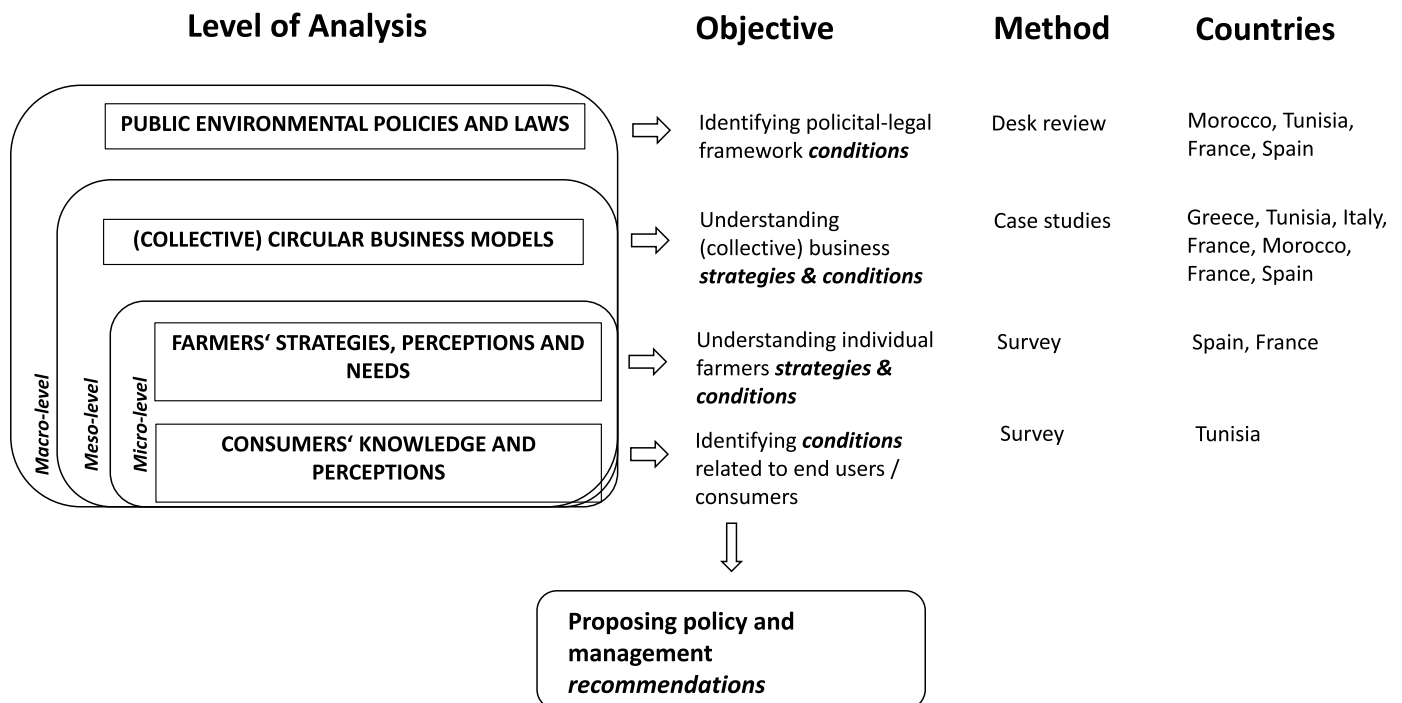 Level of Analysis
Objective
Method
Countries
PUBLIC ENVIRONMENTAL POLICIES AND LAWS
Identifying policital-legal
framework conditions
Desk review
Morocco, Tunisia,
France, Spain
(COLLECTIVE) CIRCULAR BUSINESS MODELS
Understanding
(collective) business
strategies & conditions
Case studies
Greece, Tunisia, Italy,
France, Morocco,
France, Spain
FARMERS‘ STRATEGIES, PERCEPTIONS AND
NEEDS
Understanding individual
farmers strategies &
conditions
Survey
Spain, France
CONSUMERS‘ KNOWLEDGE AND
PERCEPTIONS
Identifying conditions
related to end users /
consumers
Survey
Tunisia
Macro-level
Meso-level
Micro-level
Proposing policy and
management
recommendations